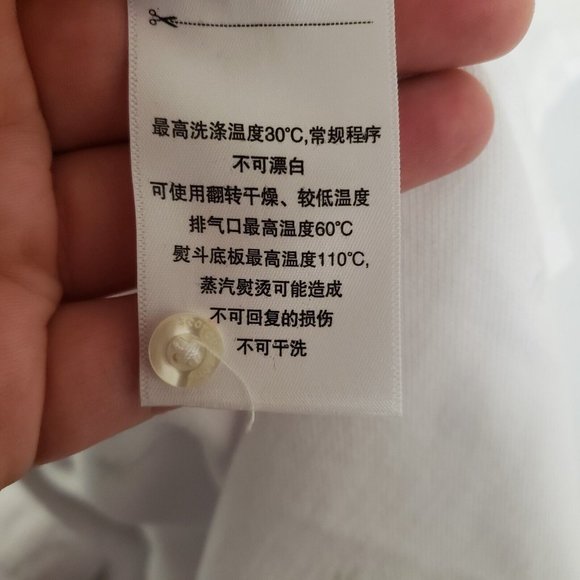 最高洗涤温度30℃,常规程序
不可漂白
可使用翻转干燥、较低温度
排气口最高温度60℃
熨斗底板最高温度110℃,
蒸汽熨烫可能造成
不可回复的损伤
不可干洗